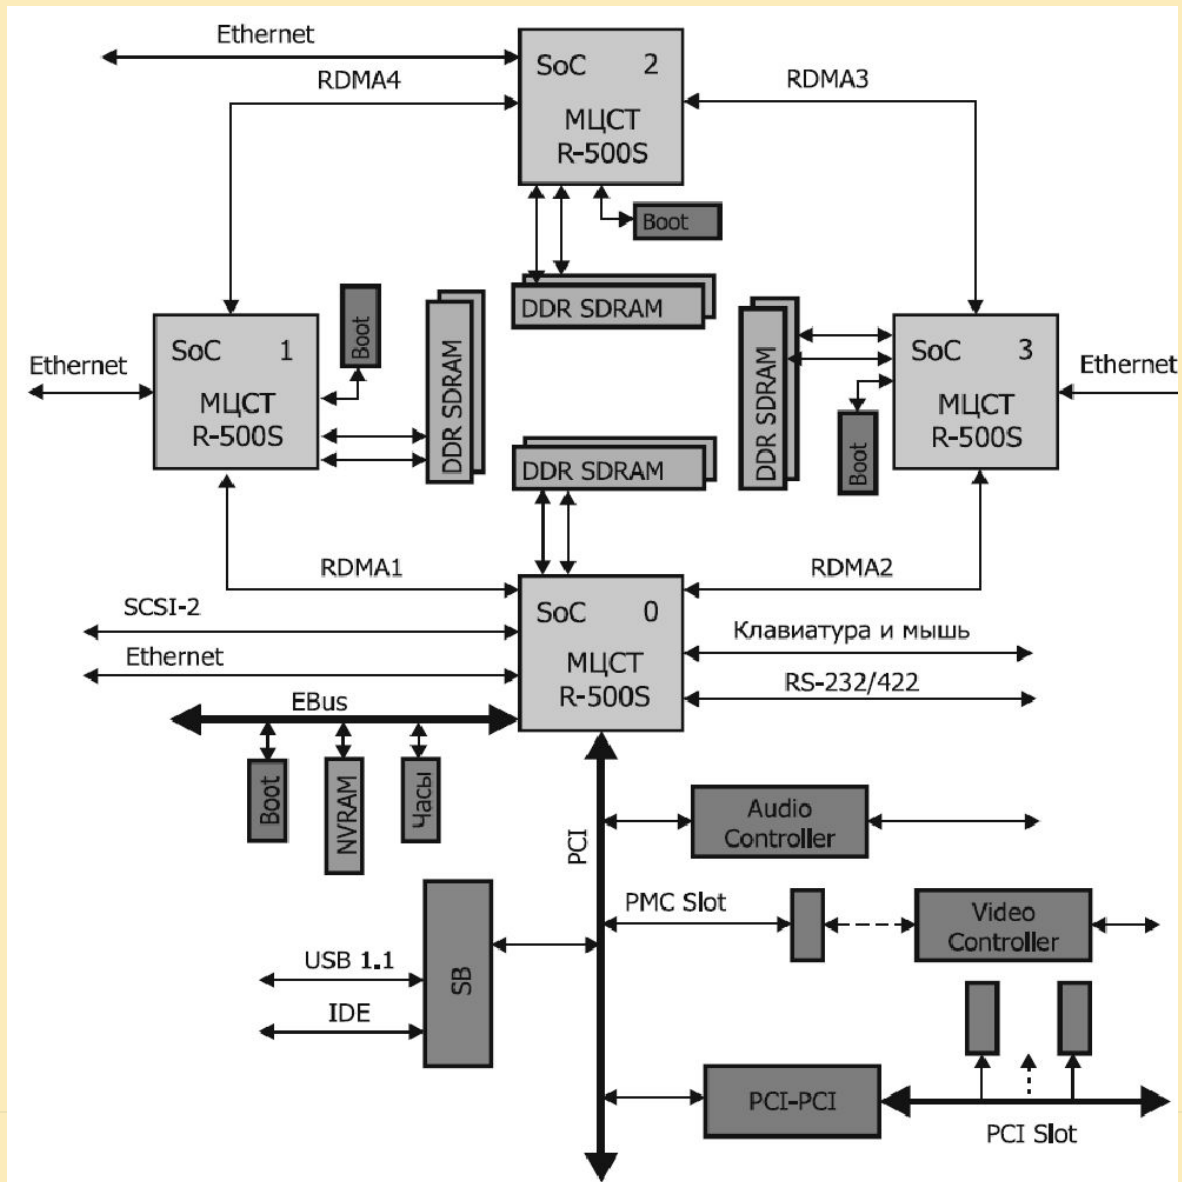 Ethernet
SoC 2
RDMA4
RDMA3
МЦСТ
R-500S
Boot
DDR SDRAM
Boot
DDR SDRAM
DDR SDRAM
SoC 1
SoC 3
Ethernet
Ethernet
МЦСТ
R-500S
МЦСТ
R-500S
Boot
DDR SDRAM
RDMA1
RDMA2
SoC 0
SCSI-2
Клавиатура и мышь
Ethernet
МЦСТ
R-500S
RS-232/422
EBus
Boot
NVRAM
Часы
PCI
Audio
Controller
PMC Slot
Video
Controller
USB 1.1
SB
IDE
PCI-PCI
PCI Slot